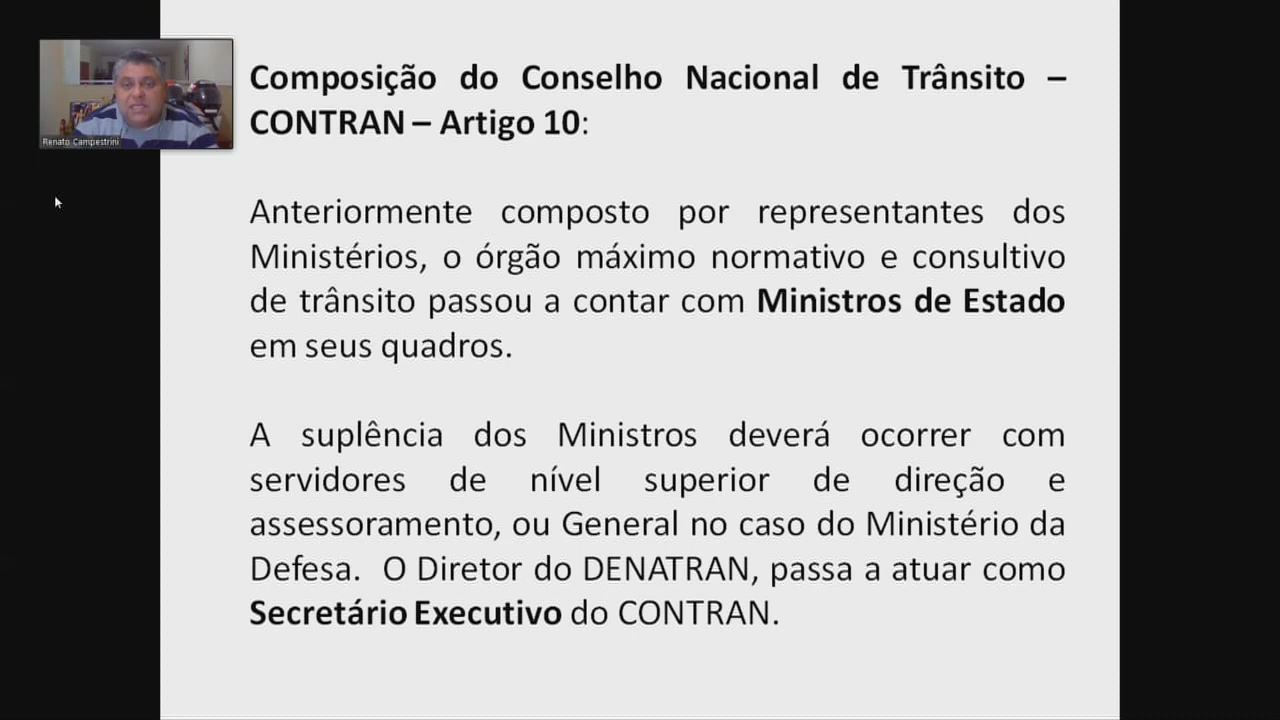 Composição do Conselho Nacional de Trânsito –
CONTRAN – Artigo 10:
Renato Campestrini
Anteriormente composto por representantes dos
Ministérios, o órgão máximo normativo e consultivo
de trânsito passou a contar com Ministros de Estado
em seus quadros.
A suplência dos Ministros deverá ocorrer com
servidores de nível superior de direção e
assessoramento, ou General no caso do Ministério da
Defesa. O Diretor do DENATRAN, passa a atuar como
Secretário Executivo do CONTRAN.